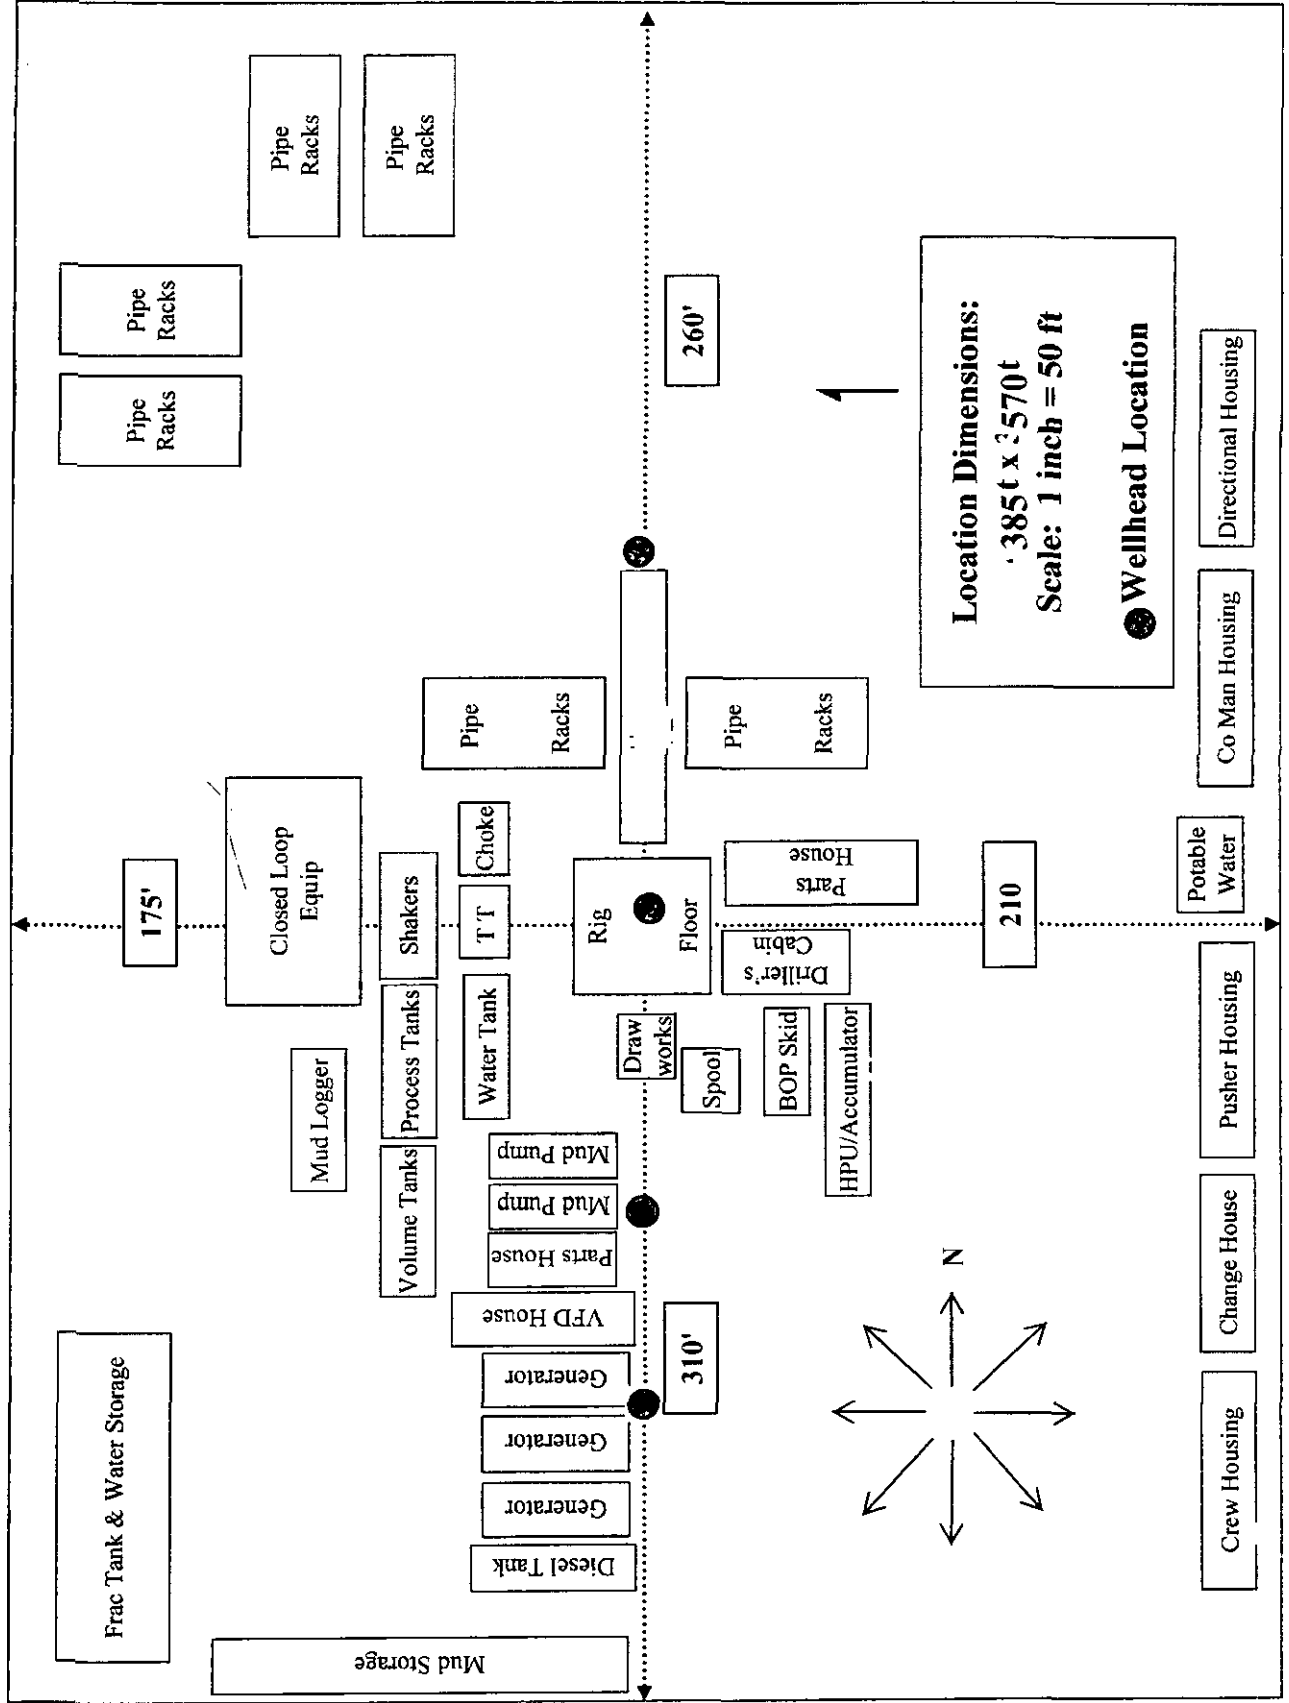 Frac Tank & Water Storage
Mud Storage
Diesel Tank
Generator
Generator
Generator
VFD House
Parts House
Mud Pump
Mud Pump
Volume Tanks
Process Tanks
Shakers
Mud Logger
Water Tank
T T
Choke
Closed Loop
Equip
175'
Pipe
Racks
Pipe
Racks
Pipe
Racks
Pipe
Racks
Pipe
Racks
Pipe
Racks
Rig
Floor
Draw
works
Spool
BOP Skid
HPU/Accumulator
Driller's
Cabin
Parts
House
310'
260'
210
N
Location Dimensions:
385t x 570t
Scale: 1 inch = 50 ft
Wellhead Location
Crew Housing
Change House
Pusher Housing
Potable
Water
Co Man Housing
Directional Housing